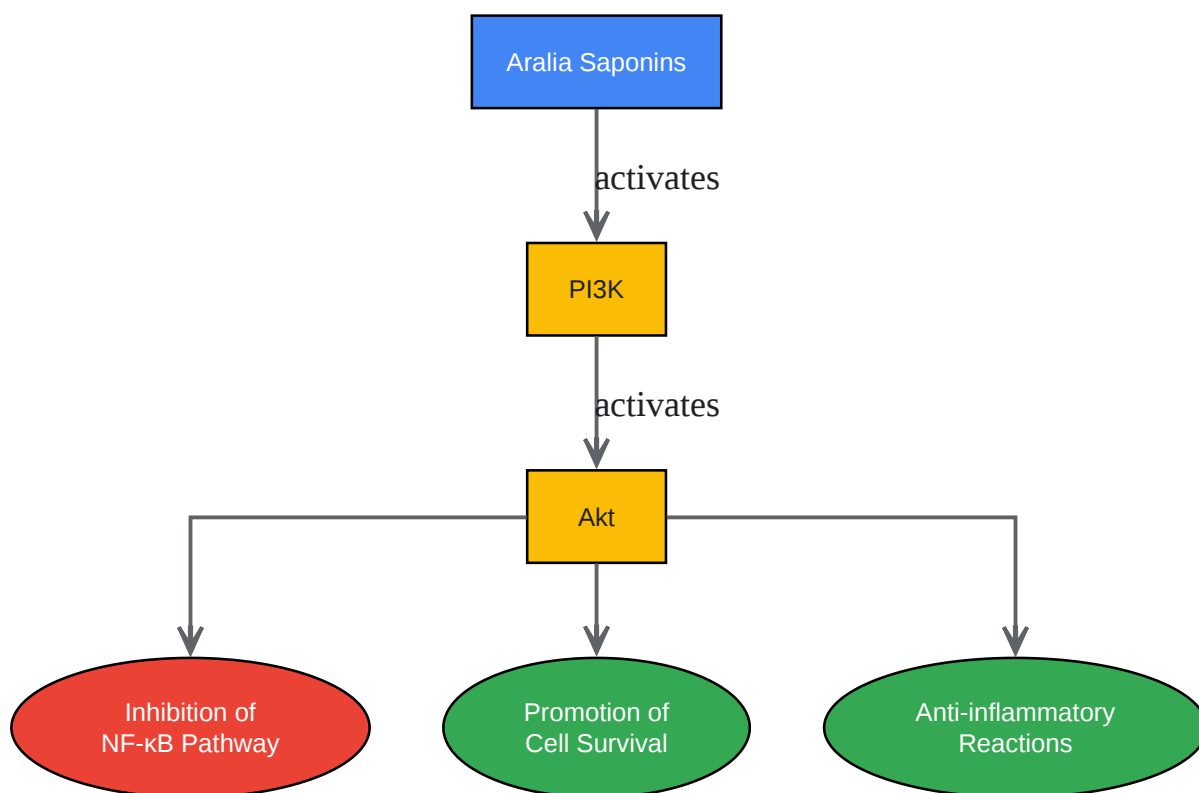 Aralia Saponins
activates
PI3K
activates
Akt
Inhibition of
NF-κB Pathway
Promotion of
Cell Survival
Anti-inflammatory
Reactions